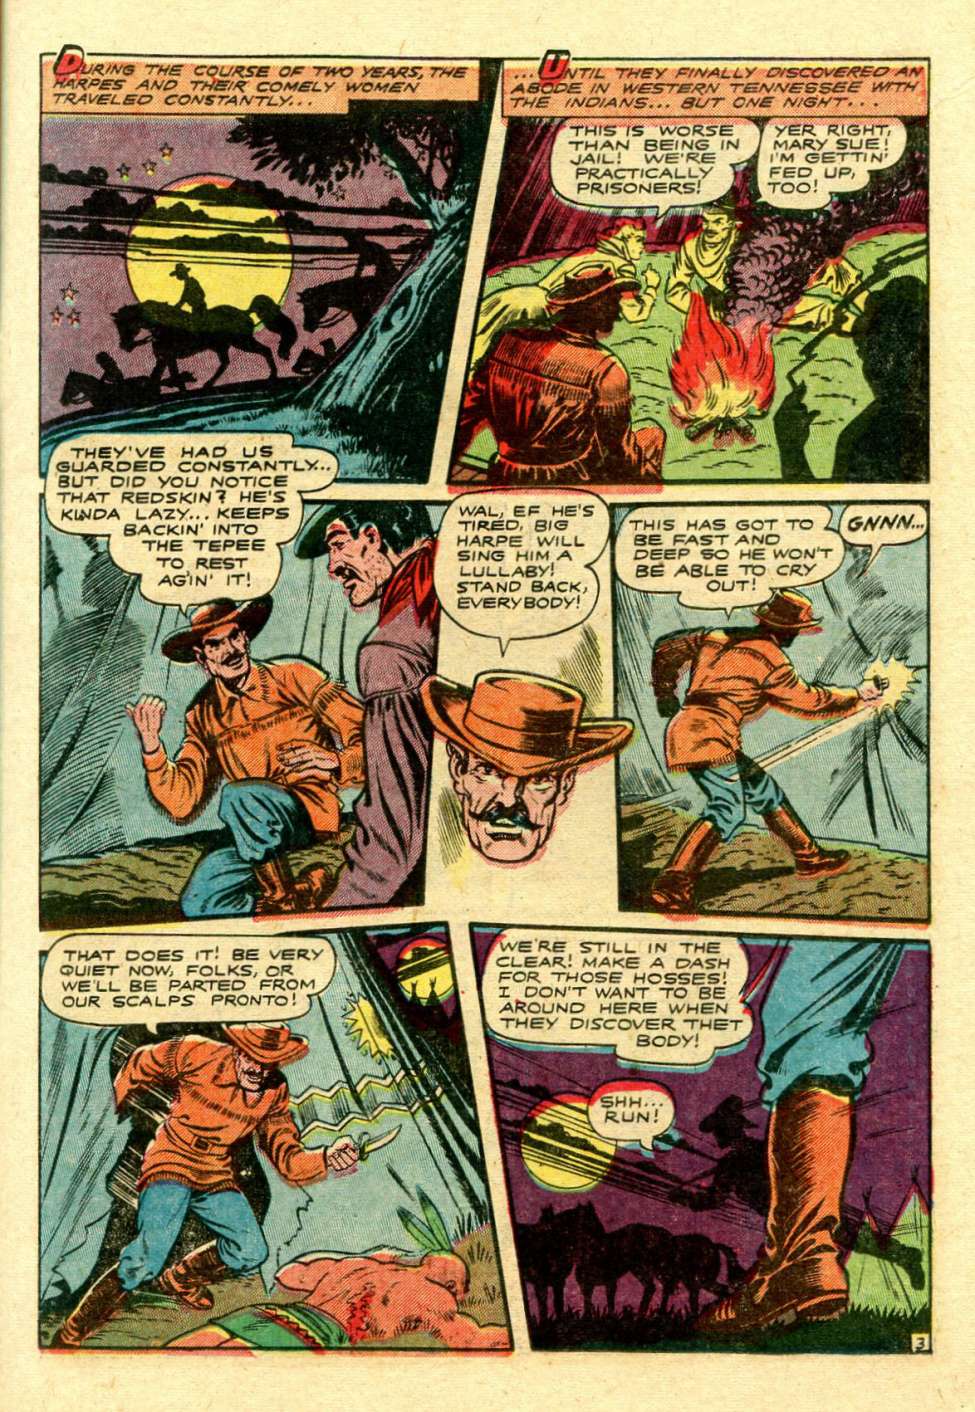 DURING THE COURSE OF TWO YEARS, THE
HARPES AND THEIR COMELY WOMEN
TRAVELED CONSTANTLY...
...UNTIL THEY FINALLY DISCOVERED AN
ABODE IN WESTERN TENNESSEE WITH
THE INDIANS... BUT ONE NIGHT...
THIS IS WORSE
THAN BEING IN
JAIL! WE'RE
PRACTICALLY
PRISONERS!
YER RIGHT,
MARY SUE!
I'M GETTIN'
FED UP,
TOO!
THEY'VE HAD US
GUARDED CONSTANTLY...
BUT DID YOU NOTICE
THAT REDSKIN? HE'S
KINDA LAZY... KEEPS
BACKIN' INTO
THE TEPEE
TO REST
AG'IN' IT!
WAL, EF HE'S
TIRED, BIG
HARPE WILL
SING HIM A
LULLABY!
STAND BACK,
EVERYBODY!
THIS HAS GOT TO
BE FAST AND
DEEP SO HE WON'T
BE ABLE TO CRY
OUT!
GNNN...
THAT DOES IT! BE VERY
QUIET NOW, FOLKS, OR
WE'LL BE PARTED FROM
OUR SCALPS PRONTO!
WE'RE STILL IN THE
CLEAR! MAKE A DASH
FOR THOSE HOSSES!
I DON'T WANT TO BE
AROUND HERE WHEN
THEY DISCOVER THET
BODY!
SHH...
RUN!
3